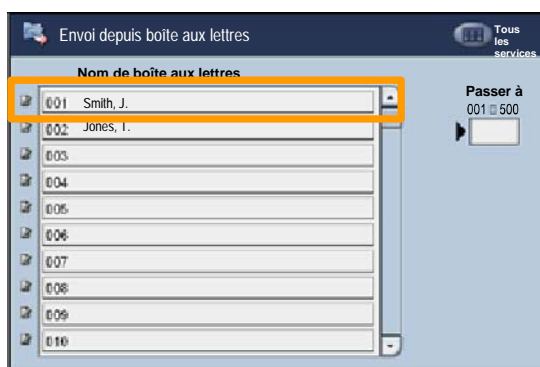 Envoi depuis boîte aux lettres
Tous
les
services
Nom de boîte aux lettres
Passer à
001 500
001 Smith, J.
002 Jones, T.
003
004
005
006
007
008
009
010